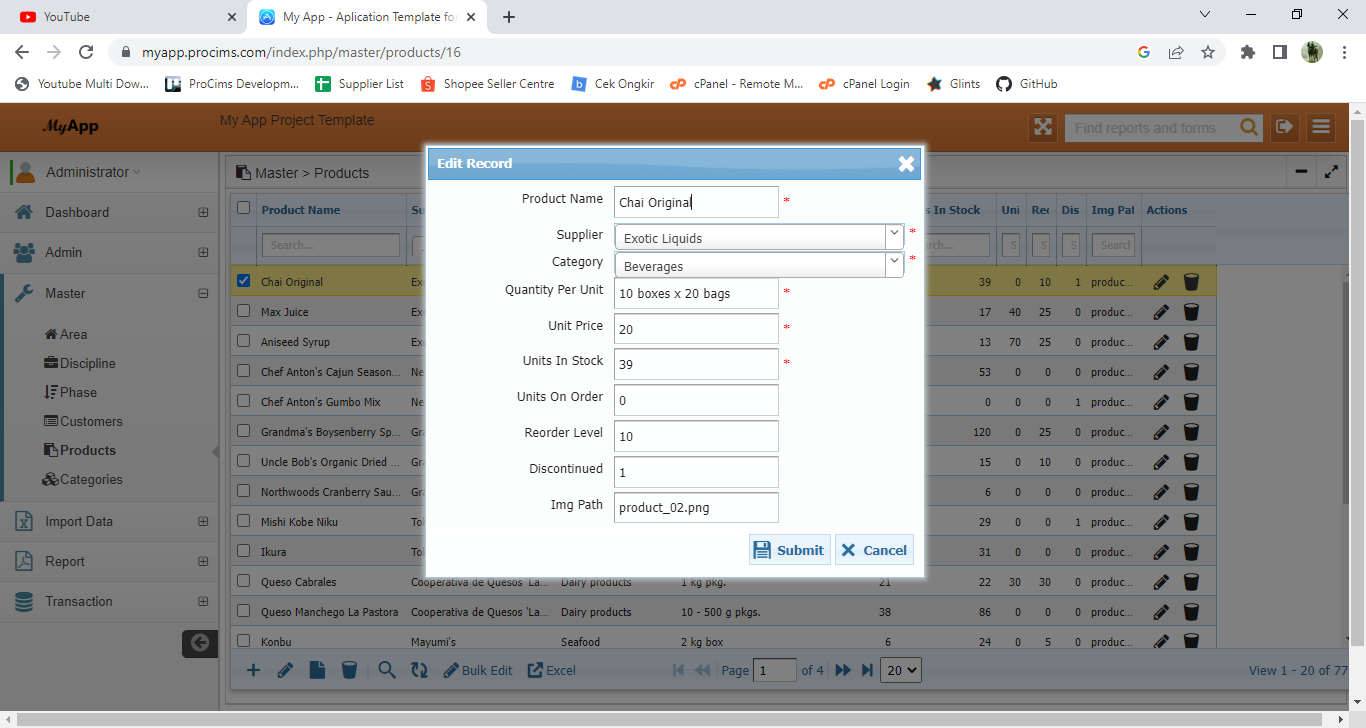 YouTube
My App - Aplication Template for
myapp.procims.com/index.php/master/products/16
Youtube Multi Dow...
ProCims Developm...
Supplier List
Shopee Seller Centre
Cek Ongkir
cPanel - Remote M...
cPanel Login
Glints
GitHub
MyApp
My App Project Template
Find reports and forms
Administrator
Dashboard
Admin
Master
Area
Discipline
Phase
Customers
Products
Categories
Import Data
Report
Transaction
Master > Products
Product Name Su s In Stock Uni Rec Dis Img Pat Actions
Search... rch... S S S Search
Chai Original Exo 39 0 10 1 produc...
Max Juice Exo 17 40 25 0 produc...
Aniseed Syrup Exo 13 70 25 0 produc...
Chef Anton's Cajun Season... Ne 53 0 0 0 produc...
Chef Anton's Gumbo Mix Ne 0 0 0 1 produc...
Grandma's Boysenberry Sp... Gra 120 0 25 0 produc...
Uncle Bob's Organic Dried ... Gra 15 0 10 0 produc...
Northwoods Cranberry Sau... Gra 6 0 0 0 produc...
Mishi Kobe Niku Tok 29 0 0 1 produc...
Ikura Tok 31 0 0 0 produc...
Queso Cabrales Cooperativa de Quesos 'La... Dairy products 1 kg pkg. 21 22 30 30 0 produc...
Queso Manchego La Pastora Cooperativa de Quesos 'La... Dairy products 10 - 500 g pkgs. 38 86 0 0 0 produc...
Konbu Mayumi's Seafood 2 kg box 6 24 0 5 0 produc...
Edit Record
Product Name Chai Original *
Supplier Exotic Liquids *
Category Beverages *
Quantity Per Unit 10 boxes x 20 bags *
Unit Price 20 *
Units In Stock 39 *
Units On Order 0
Reorder Level 10
Discontinued 1
Img Path product_02.png
Submit Cancel
Bulk Edit Excel Page 1 of 4 20 View 1 - 20 of 77